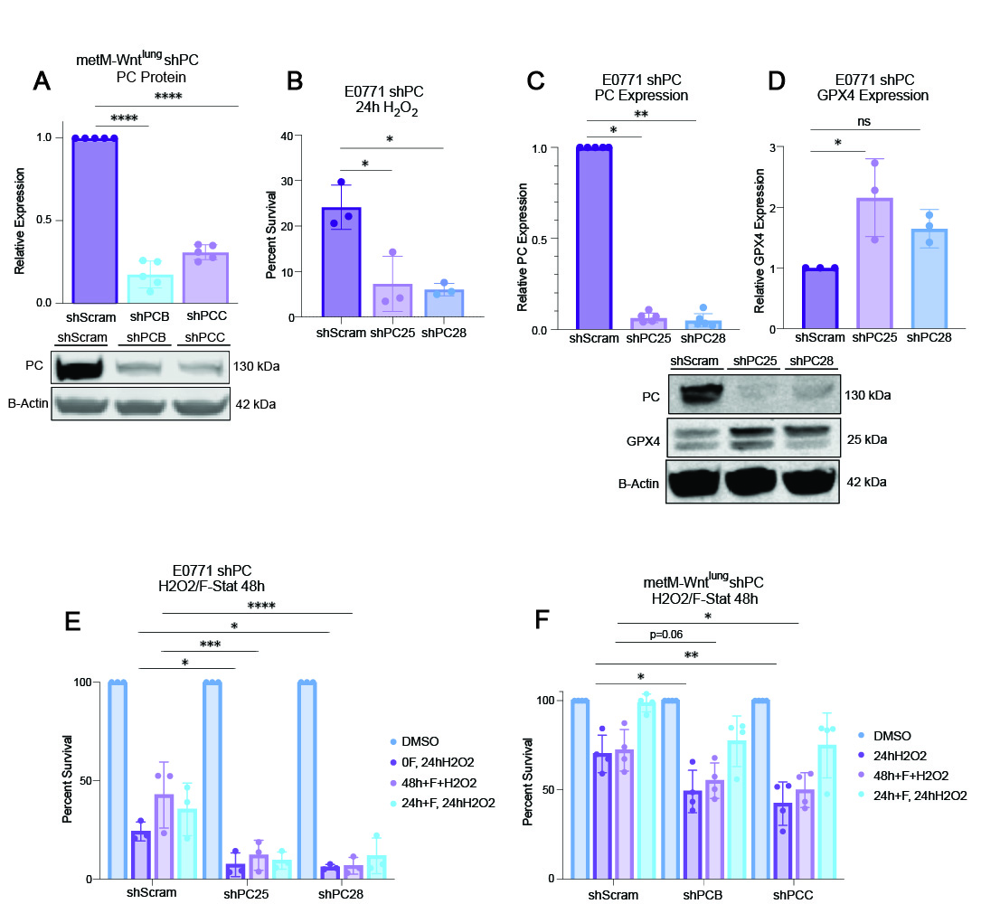 A
metM-Wntlung shPC
PC Protein
****
****
Relative Expression
1.0
0.5
0.0
shScram shPCB shPCC
shScram shPCB shPCC
PC 130 kDa
B-Actin 42 kDa
B
E0771 shPC
24h H2O2
*
*
Percent Survival
40
30
20
10
0
shScram shPC25 shPC28
C
E0771 shPC
PC Expression
**
*
Relative PC Expression
1.0
0.5
0.0
shScram shPC25 shPC28
D
E0771 shPC
GPX4 Expression
ns
*
Relative GPX4 Expression
3
2
1
0
shScram shPC25 shPC28
shScram shPC25 shPC28
PC 130 kDa
GPX4 25 kDa
B-Actin 42 kDa
E
E0771 shPC
H2O2/F-Stat 48h
****
*
***
*
Percent Survival
100
50
0
shScram shPC25 shPC28
DMSO
0F, 24hH2O2
48h+F+H2O2
24h+F, 24hH2O2
F
metM-WntlungshPC
H2O2/F-Stat 48h
*
p=0.06
**
*
Percent Survival
100
50
0
shScram shPCB shPCC
DMSO
24hH2O2
48h+F+H2O2
24h+F, 24hH2O2